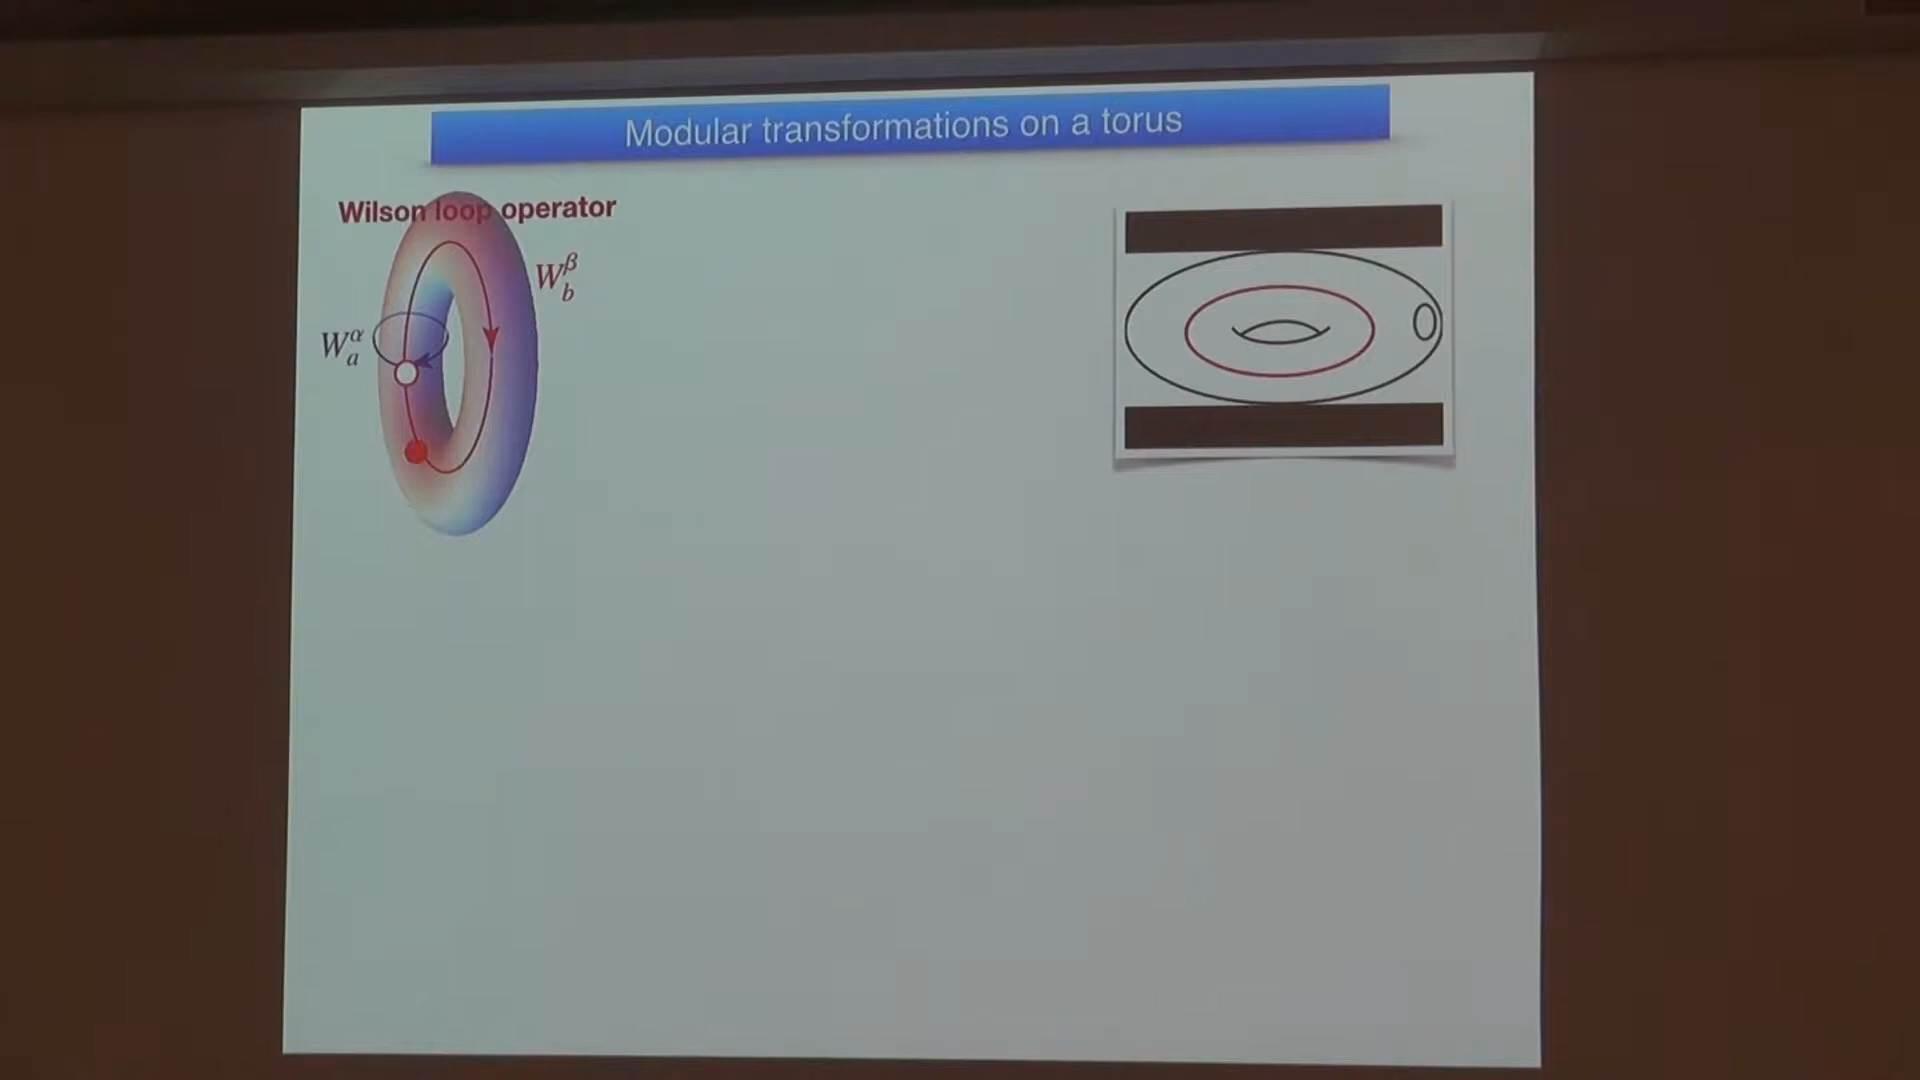 Modular transformations on a torus
Wilson loop operator
W_b^β
W_a^α